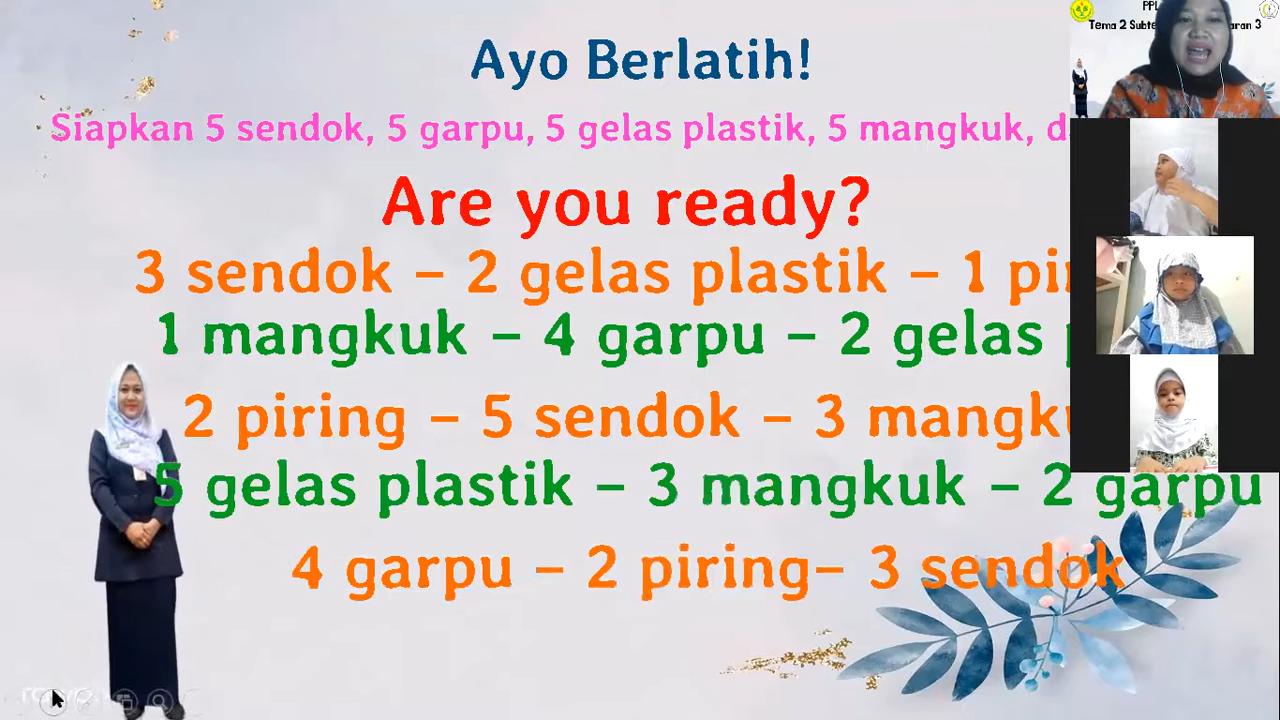 Ayo Berlatih!
Siapkan 5 sendok, 5 garpu, 5 gelas plastik, 5 mangkuk,
Are you ready?
3 sendok – 2 gelas plastik – 1
1 mangkuk – 4 garpu – 2 gelas
2 piring – 5 sendok – 3
5 gelas plastik – 3 mangkuk – 2 garpu
4 garpu – 2 piring– 3 sendok
PPL
Tema 2
3